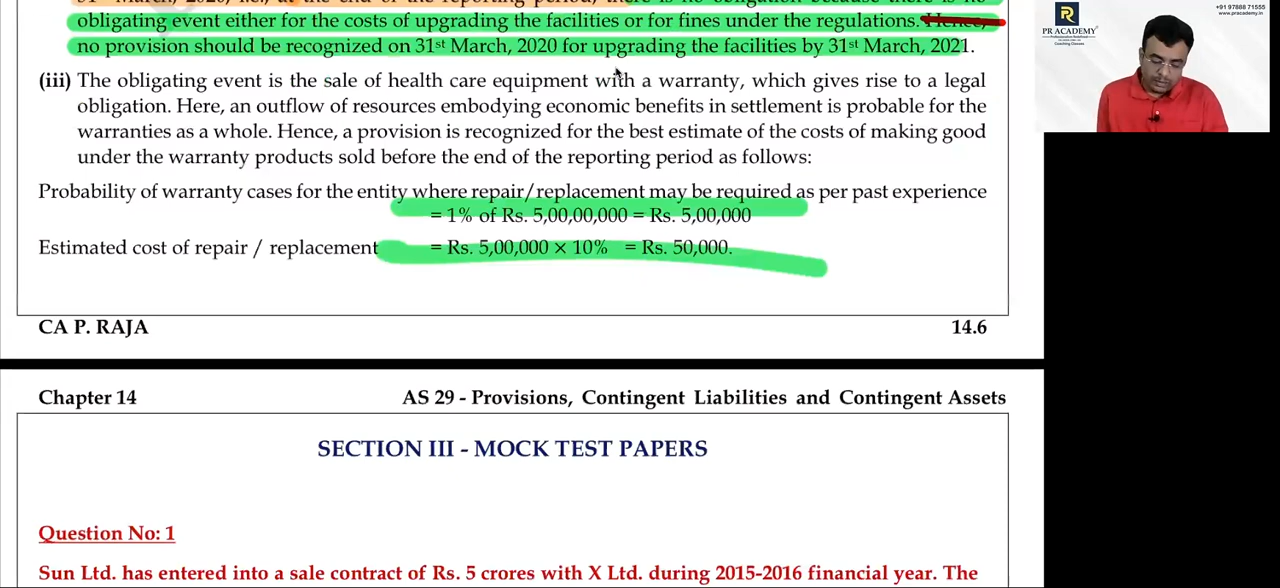 +91 97888 71555
www.pracademy.in
PR ACADEMY
obligating event either for the costs of upgrading the facilities or for fines under the regulations. Hence,
no provision should be recognized on 31st March, 2020 for upgrading the facilities by 31st March, 2021.
(iii) The obligating event is the sale of health care equipment with a warranty, which gives rise to a legal
obligation. Here, an outflow of resources embodying economic benefits in settlement is probable for the
warranties as a whole. Hence, a provision is recognized for the best estimate of the costs of making good
under the warranty products sold before the end of the reporting period as follows:
Probability of warranty cases for the entity where repair/replacement may be required as per past experience
= 1% of Rs. 5,00,00,000 = Rs. 5,00,000
Estimated cost of repair / replacement = Rs. 5,00,000 × 10% = Rs. 50,000.
CA P. RAJA 14.6
Chapter 14 AS 29 - Provisions, Contingent Liabilities and Contingent Assets
SECTION III - MOCK TEST PAPERS
Question No: 1
Sun Ltd. has entered into a sale contract of Rs. 5 crores with X Ltd. during 2015-2016 financial year. The